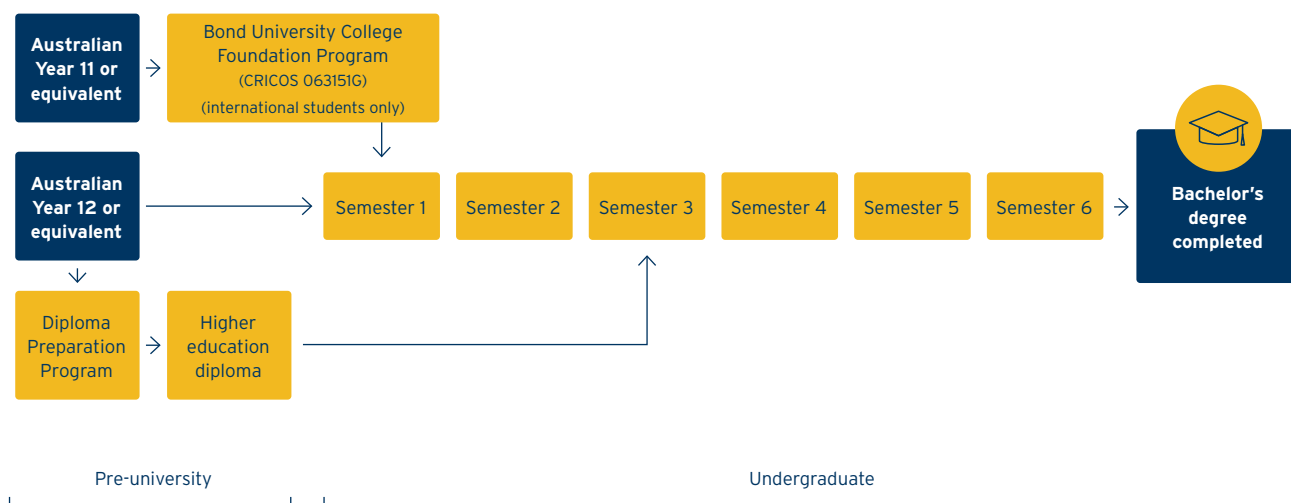 Australian
Year 11 or
equivalent
Bond University College
Foundation Program
(CRICOS 063151G)
(international students only)
Australian
Year 12 or
equivalent
Semester 1
Semester 2
Semester 3
Semester 4
Semester 5
Semester 6
Bachelor's
degree
completed
Diploma
Preparation
Program
Higher
education
diploma
Pre-university
Undergraduate